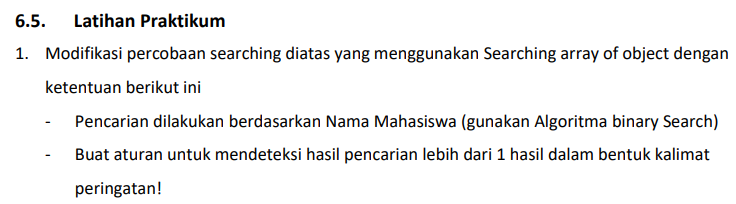 6.5. Latihan Praktikum
1. Modifikasi percobaan searching diatas yang menggunakan Searching array of object dengan
ketentuan berikut ini
- Pencarian dilakukan berdasarkan Nama Mahasiswa (gunakan Algoritma binary Search)
- Buat aturan untuk mendeteksi hasil pencarian lebih dari 1 hasil dalam bentuk kalimat
peringatan!